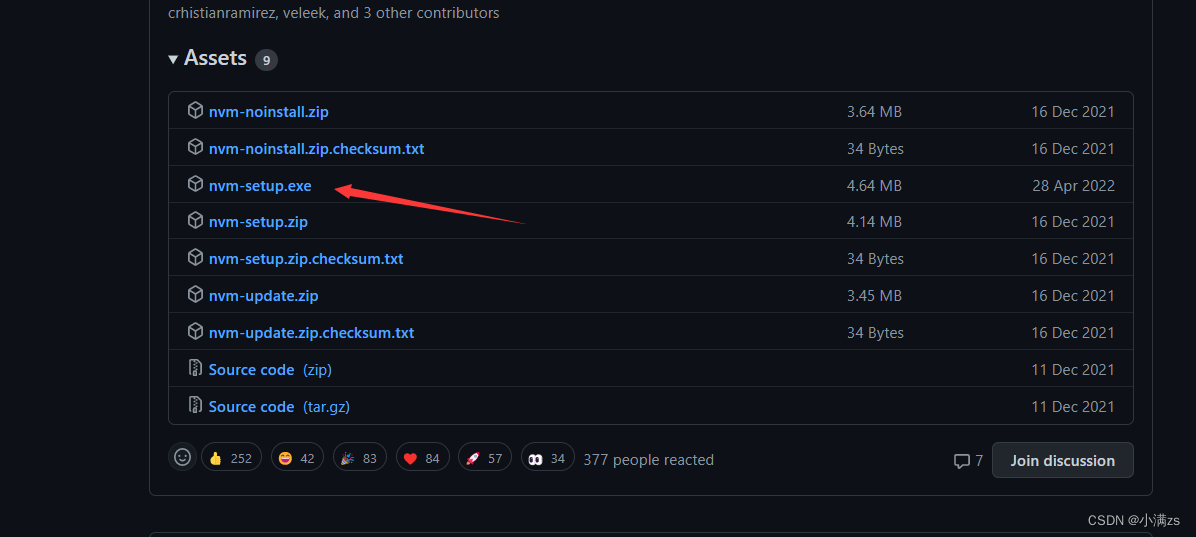 crhistianramirez, veleek, and 3 other contributors
Assets 9
nvm-noinstall.zip 3.64 MB 16 Dec 2021
nvm-noinstall.zip.checksum.txt 34 Bytes 16 Dec 2021
nvm-setup.exe 4.64 MB 28 Apr 2022
nvm-setup.zip 4.14 MB 16 Dec 2021
nvm-setup.zip.checksum.txt 34 Bytes 16 Dec 2021
nvm-update.zip 3.45 MB 16 Dec 2021
nvm-update.zip.checksum.txt 34 Bytes 16 Dec 2021
Source code (zip) 11 Dec 2021
Source code (tar.gz) 11 Dec 2021
252 42 83 84 57 34 377 people reacted 7 Join discussion
CSDN @小满zs